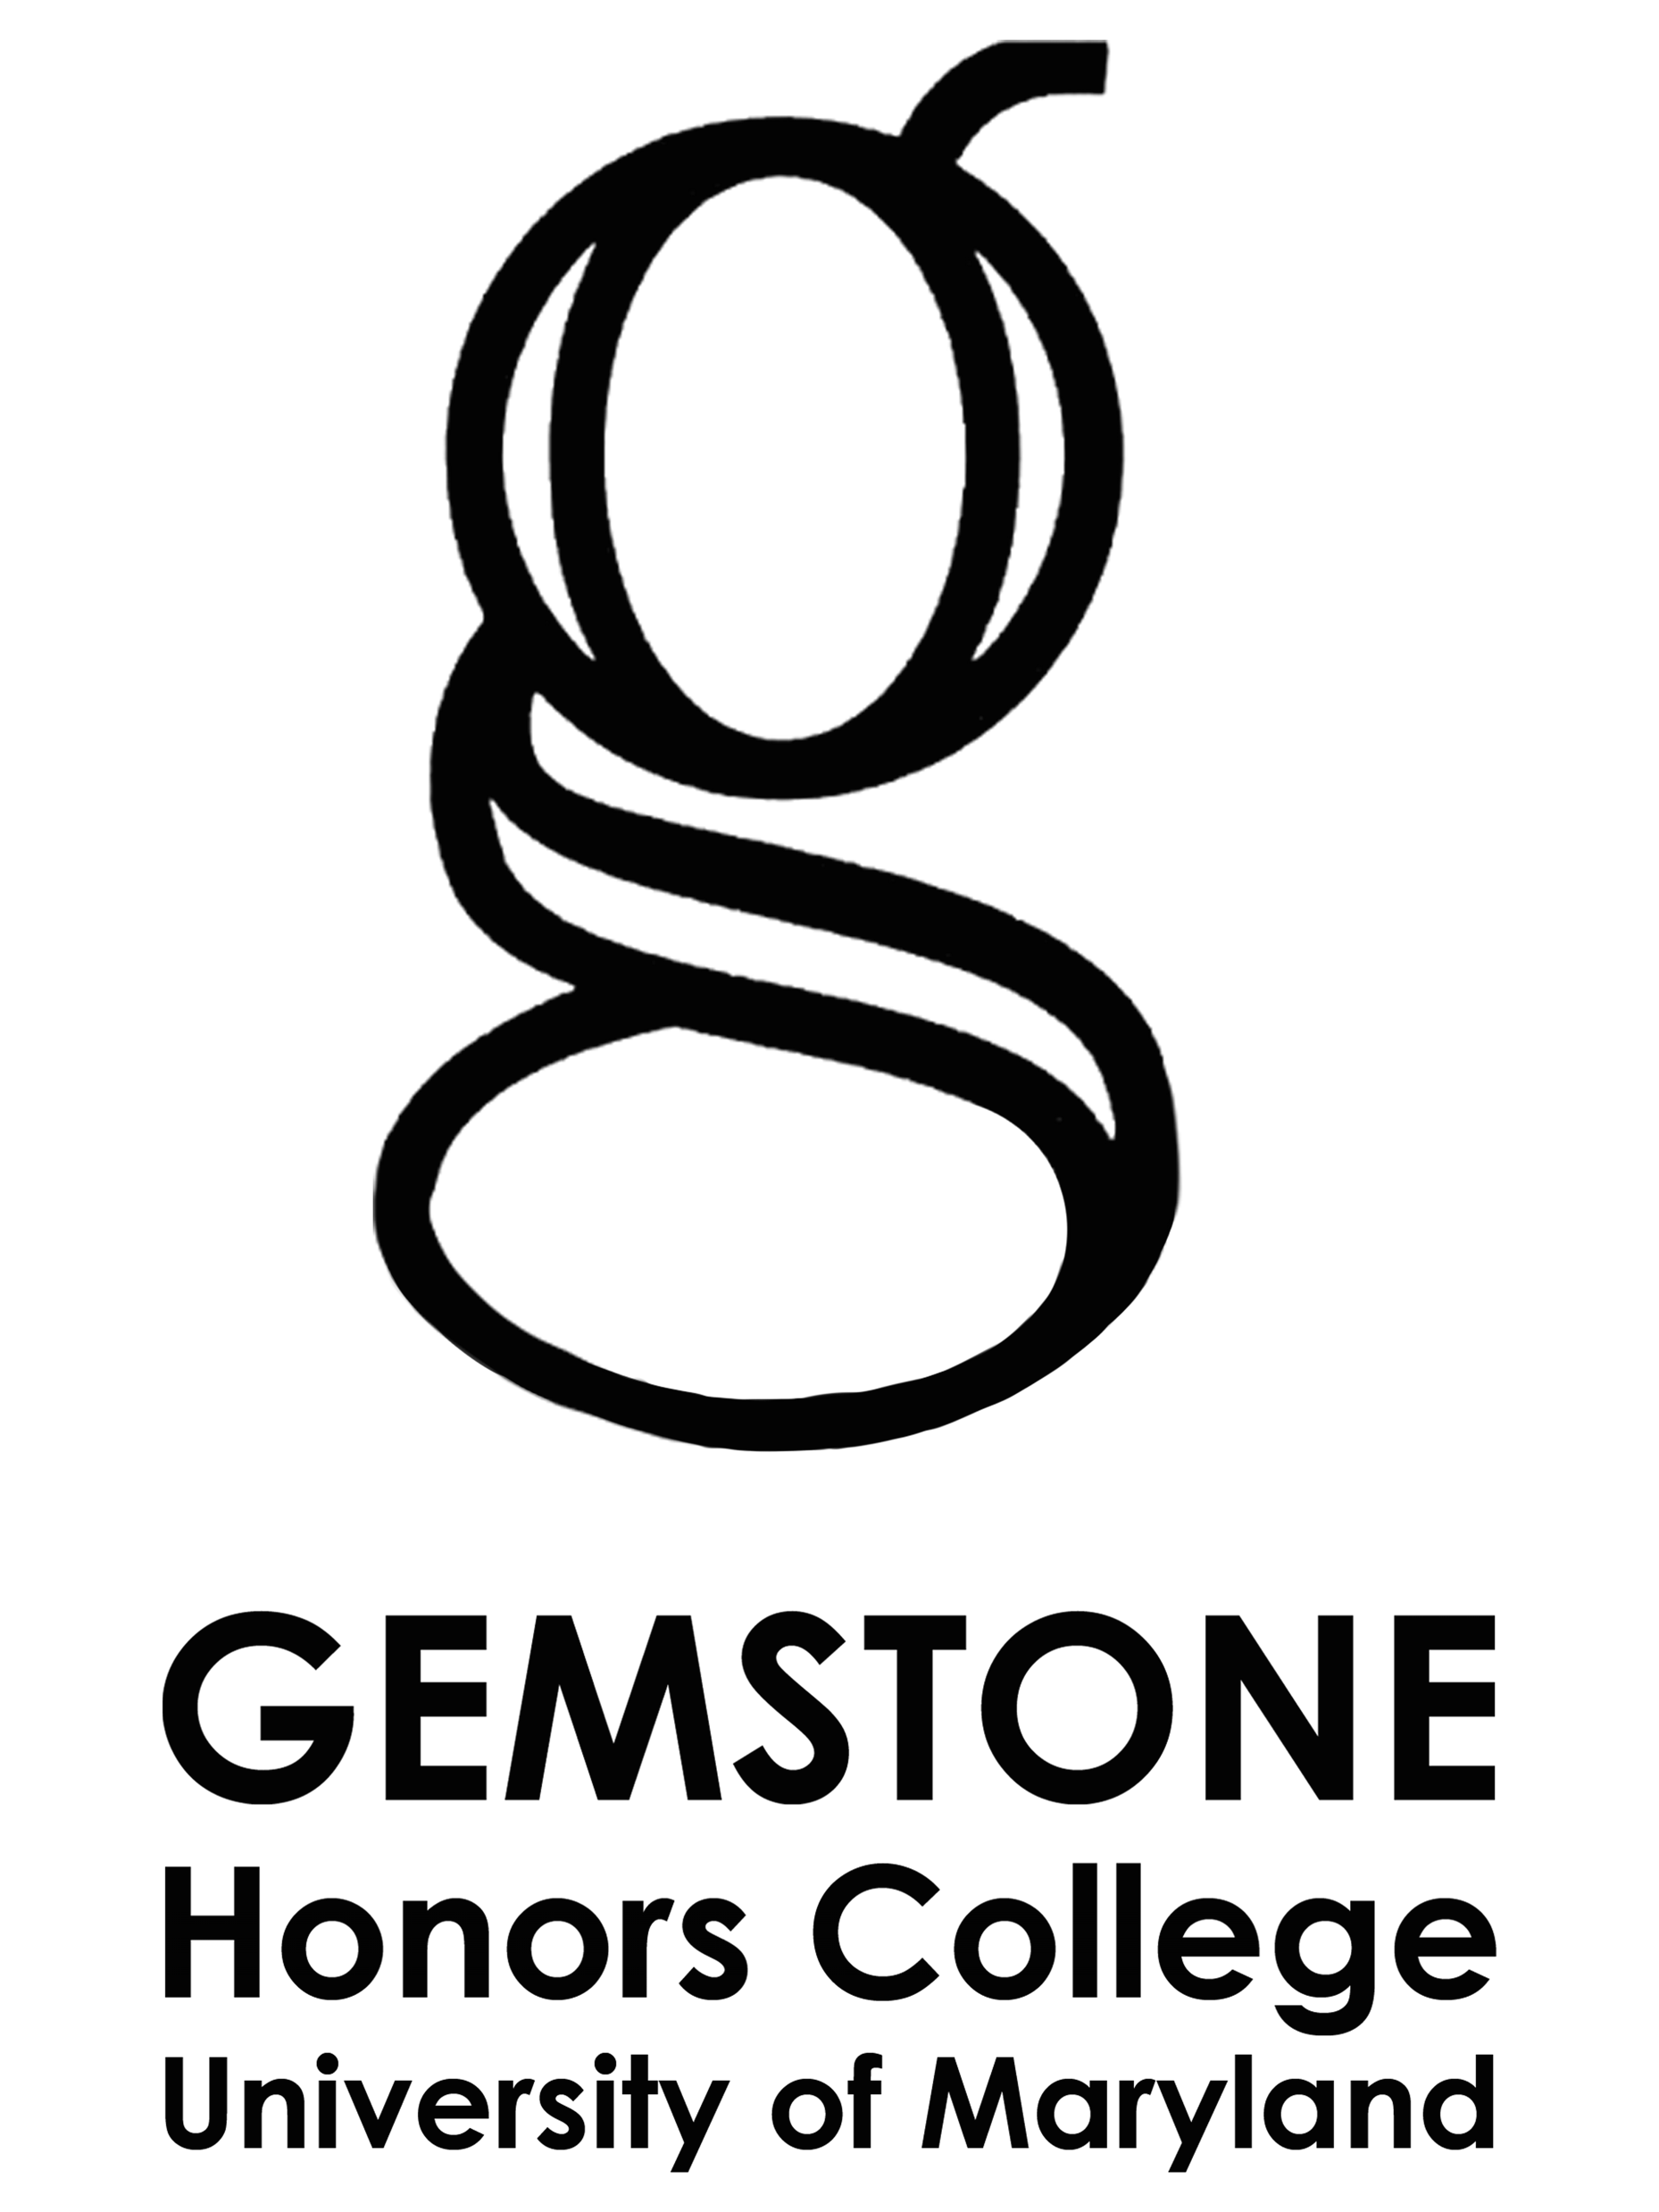 g
GEMSTONE
Honors College
University of Maryland